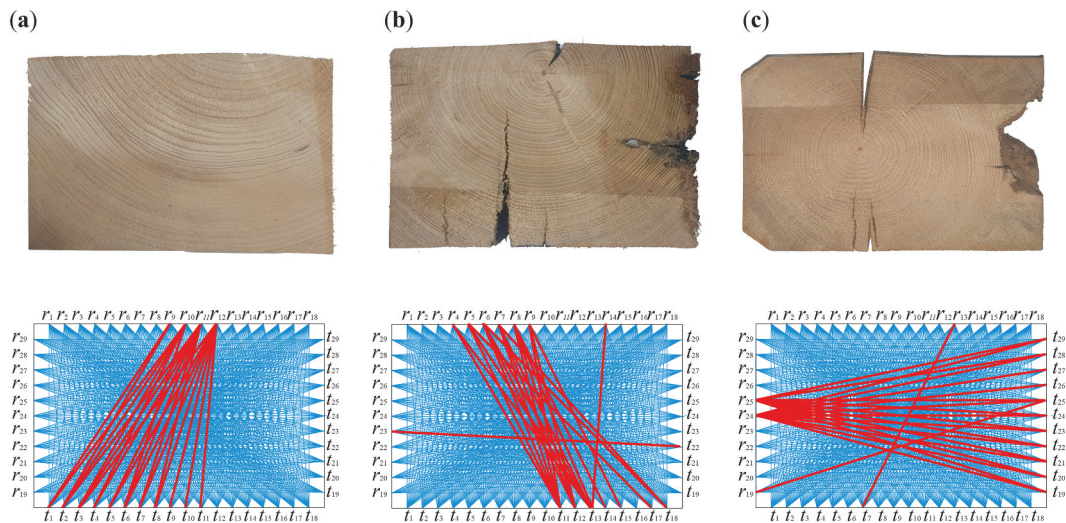 (a) (b) (c)
r1 r2 r3 r4 r5 r6 r7 r8 r9 r10 r11 r12 r13 r14 r15 r16 r17 r18
r29 t29
r28 t28
r27 t27
r26 t26
r25 t25
r24 t24
r23 t23
r22 t22
r21 t21
r20 t20
r19 t19
t1 t2 t3 t4 t5 t6 t7 t8 t9 t10 t11 t12 t13 t14 t15 t16 t17 t18
r1 r2 r3 r4 r5 r6 r7 r8 r9 r10 r11 r12 r13 r14 r15 r16 r17 r18
r29 t29
r28 t28
r27 t27
r26 t26
r25 t25
r24 t24
r23 t23
r22 t22
r21 t21
r20 t20
r19 t19
t1 t2 t3 t4 t5 t6 t7 t8 t9 t10 t11 t12 t13 t14 t15 t16 t17 t18
r1 r2 r3 r4 r5 r6 r7 r8 r9 r10 r11 r12 r13 r14 r15 r16 r17 r18
r29 t29
r28 t28
r27 t27
r26 t26
r25 t25
r24 t24
r23 t23
r22 t22
r21 t21
r20 t20
r19 t19
t1 t2 t3 t4 t5 t6 t7 t8 t9 t10 t11 t12 t13 t14 t15 t16 t17 t18